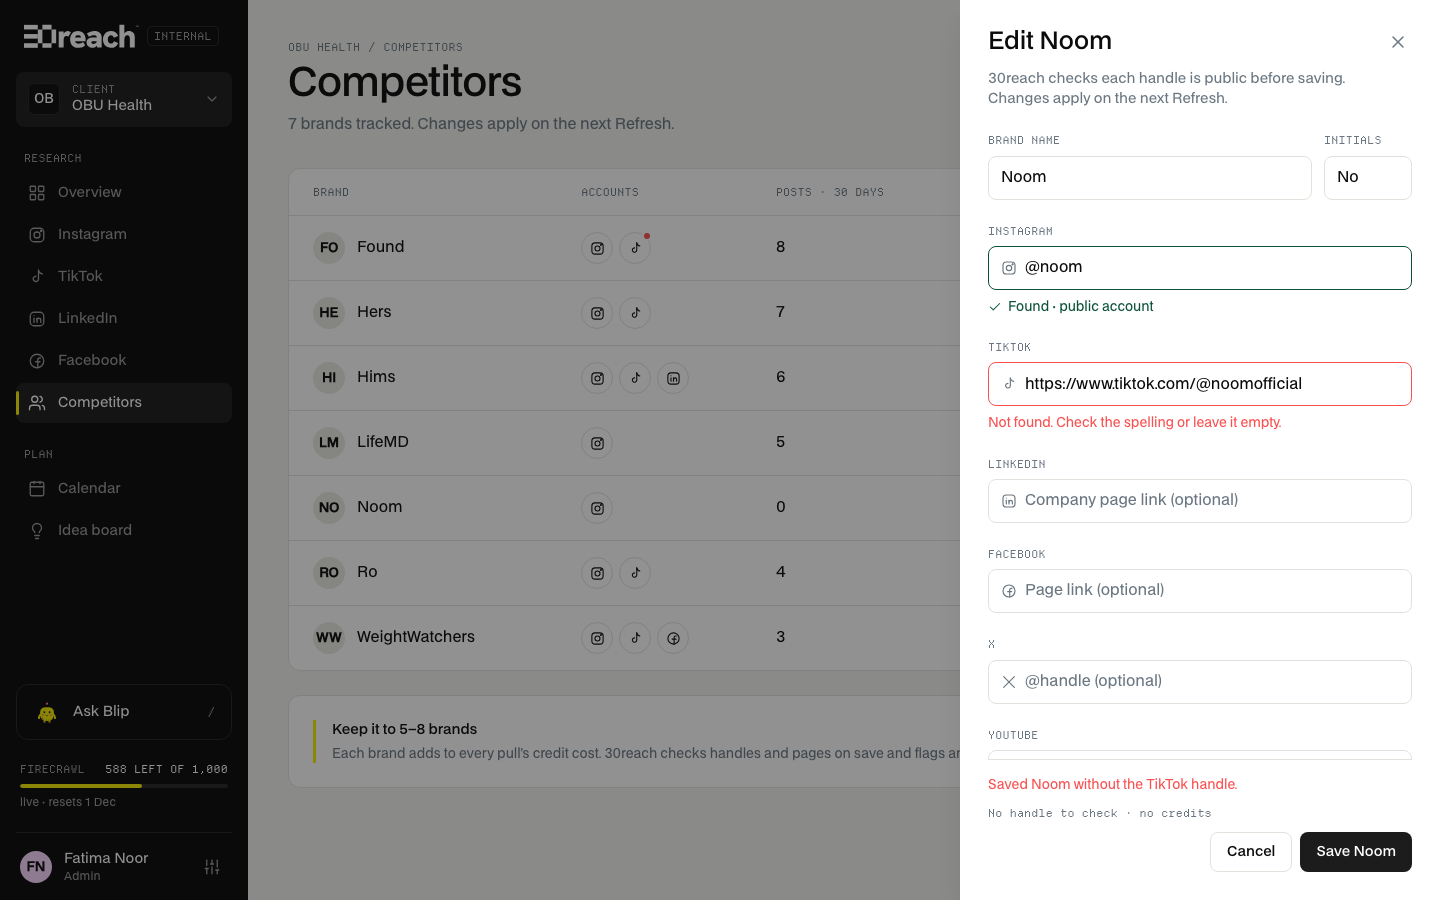 30reach INTERNAL
OB
CLIENT
OBU Health
RESEARCH
Overview
Instagram
TikTok
LinkedIn
Facebook
Competitors
PLAN
Calendar
Idea board
Ask Blip /
FIRECRAWL 588 LEFT OF 1,000
live · resets 1 Dec
FN
Fatima Noor
Admin
OBU HEALTH / COMPETITORS
Competitors
7 brands tracked. Changes apply on the next Refresh.
BRAND ACCOUNTS POSTS · 30 DAYS
FO Found 8
HE Hers 7
HI Hims 6
LM LifeMD 5
NO Noom 0
RO Ro 4
WW WeightWatchers 3
Keep it to 5–8 brands
Each brand adds to every pull's credit cost. 30reach checks handles and pages on save and flags
Edit Noom
30reach checks each handle is public before saving.
Changes apply on the next Refresh.
BRAND NAME INITIALS
Noom No
INSTAGRAM
@noom
Found · public account
TIKTOK
https://www.tiktok.com/@noomofficial
Not found. Check the spelling or leave it empty.
LINKEDIN
Company page link (optional)
FACEBOOK
Page link (optional)
X
@handle (optional)
YOUTUBE
Saved Noom without the TikTok handle.
No handle to check · no credits
Cancel Save Noom